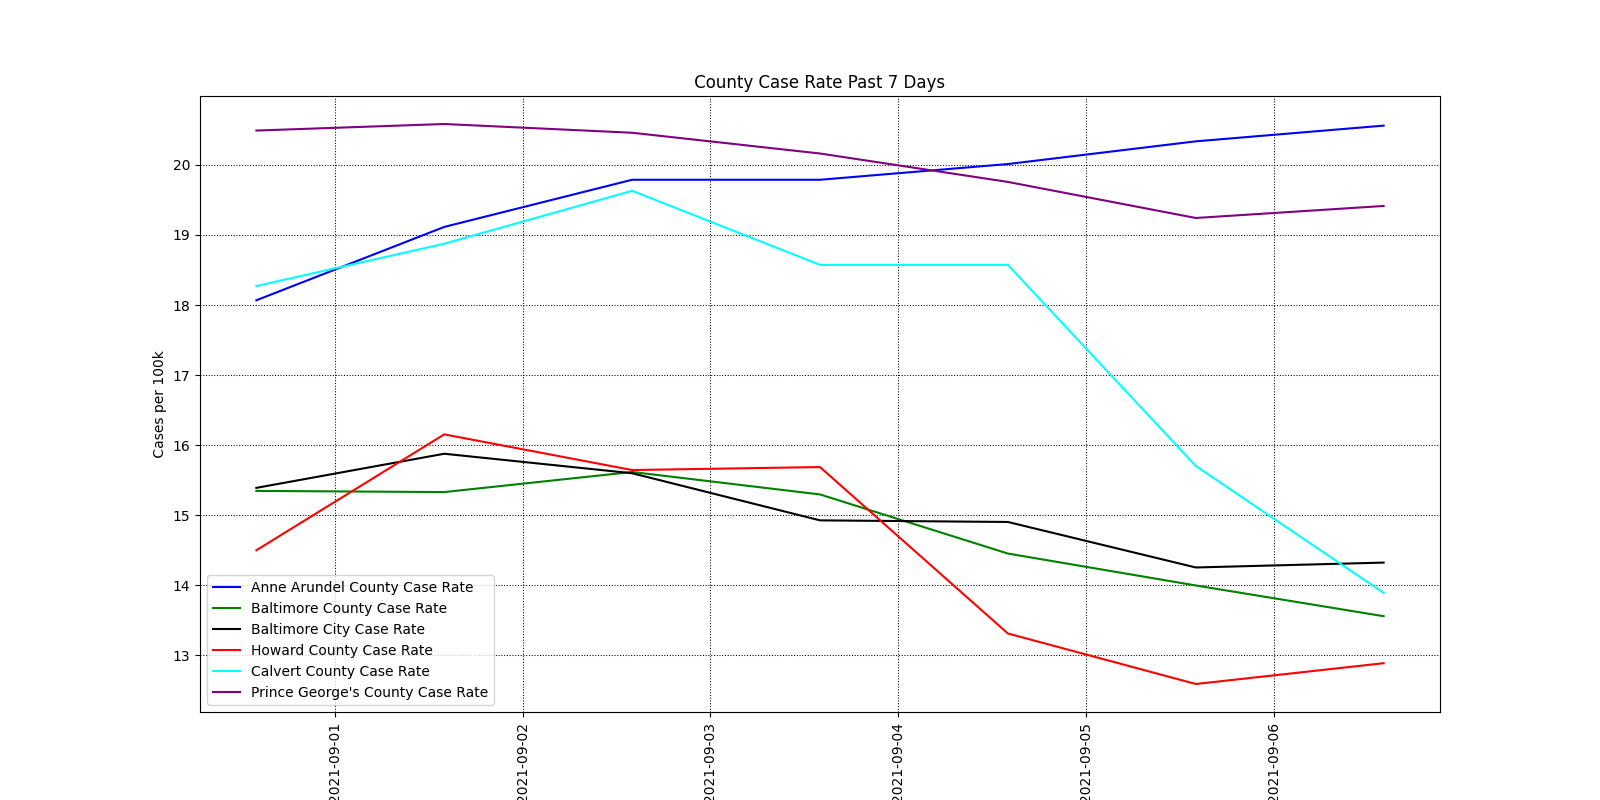 County Case Rate Past 7 Days
Cases per 100k
20
19
18
17
16
15
14
13
Anne Arundel County Case Rate
Baltimore County Case Rate
Baltimore City Case Rate
Howard County Case Rate
Calvert County Case Rate
Prince George's County Case Rate
2021-09-01
2021-09-02
2021-09-03
2021-09-04
2021-09-05
2021-09-06